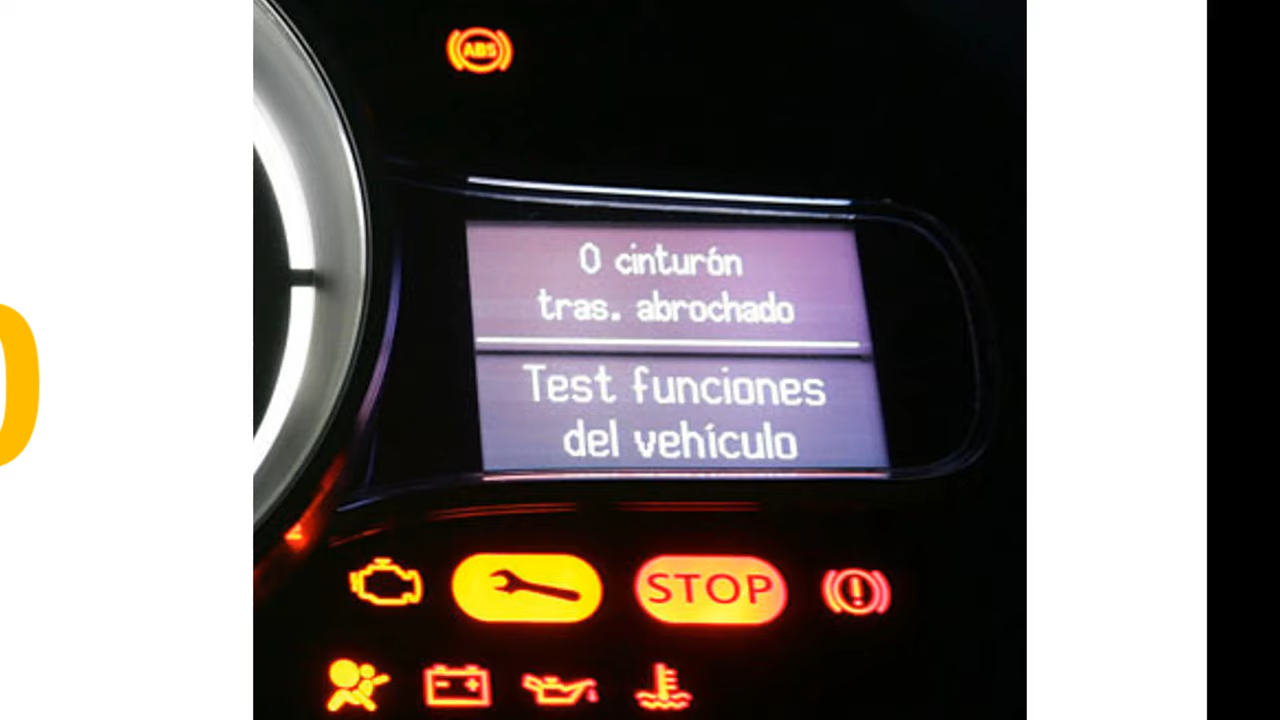 ABS
0 cinturón
tras. abrochado
Test funciones
del vehículo
STOP